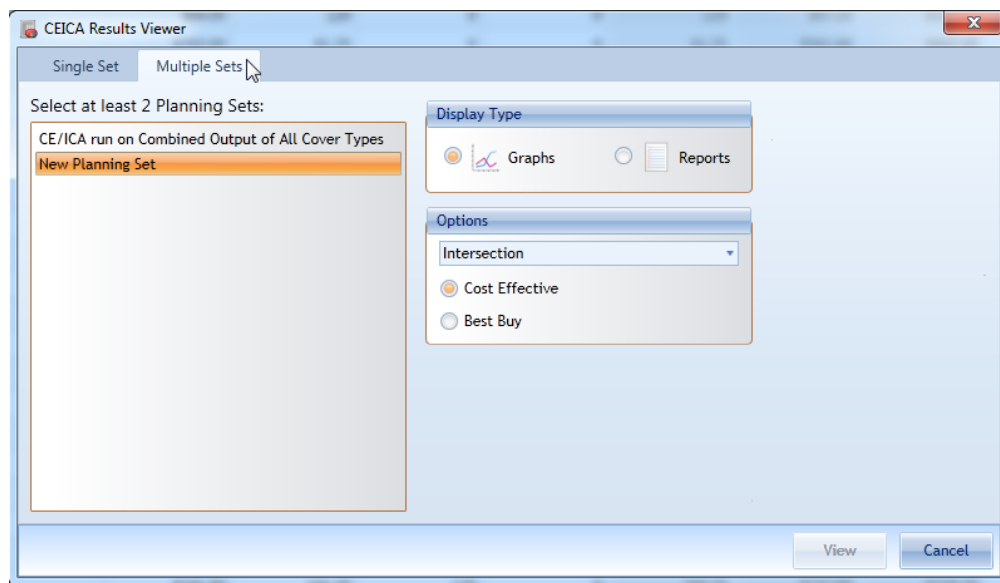 CEICA Results Viewer
Single Set
Multiple Sets
Select at least 2 Planning Sets:
CE/ICA run on Combined Output of All Cover Types
New Planning Set
Display Type
Graphs
Reports
Options
Intersection
Cost Effective
Best Buy
View
Cancel